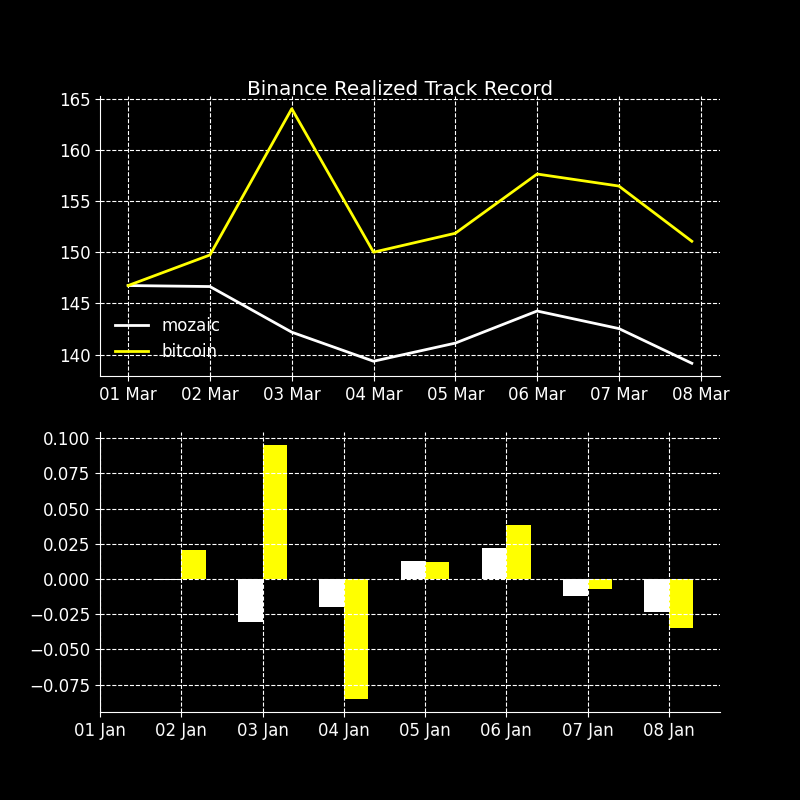 Binance Realized Track Record
165
160
155
150
145
140
mozaic
bitcoin
01 Mar 02 Mar 03 Mar 04 Mar 05 Mar 06 Mar 07 Mar 08 Mar
0.100
0.075
0.050
0.025
0.000
−0.025
−0.050
−0.075
01 Jan 02 Jan 03 Jan 04 Jan 05 Jan 06 Jan 07 Jan 08 Jan